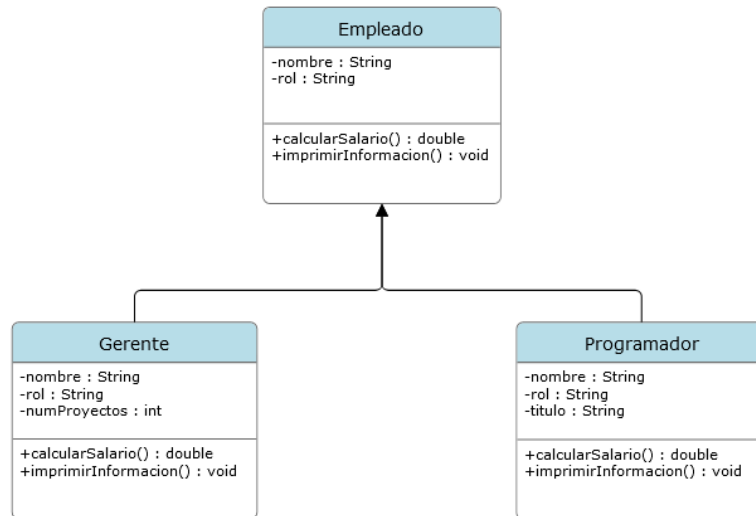 Empleado
-nombre : String
-rol : String
+calcularSalario() : double
+imprimirInformacion() : void
Gerente
-nombre : String
-rol : String
-numProyectos : int
+calcularSalario() : double
+imprimirInformacion() : void
Programador
-nombre : String
-rol : String
-titulo : String
+calcularSalario() : double
+imprimirInformacion() : void